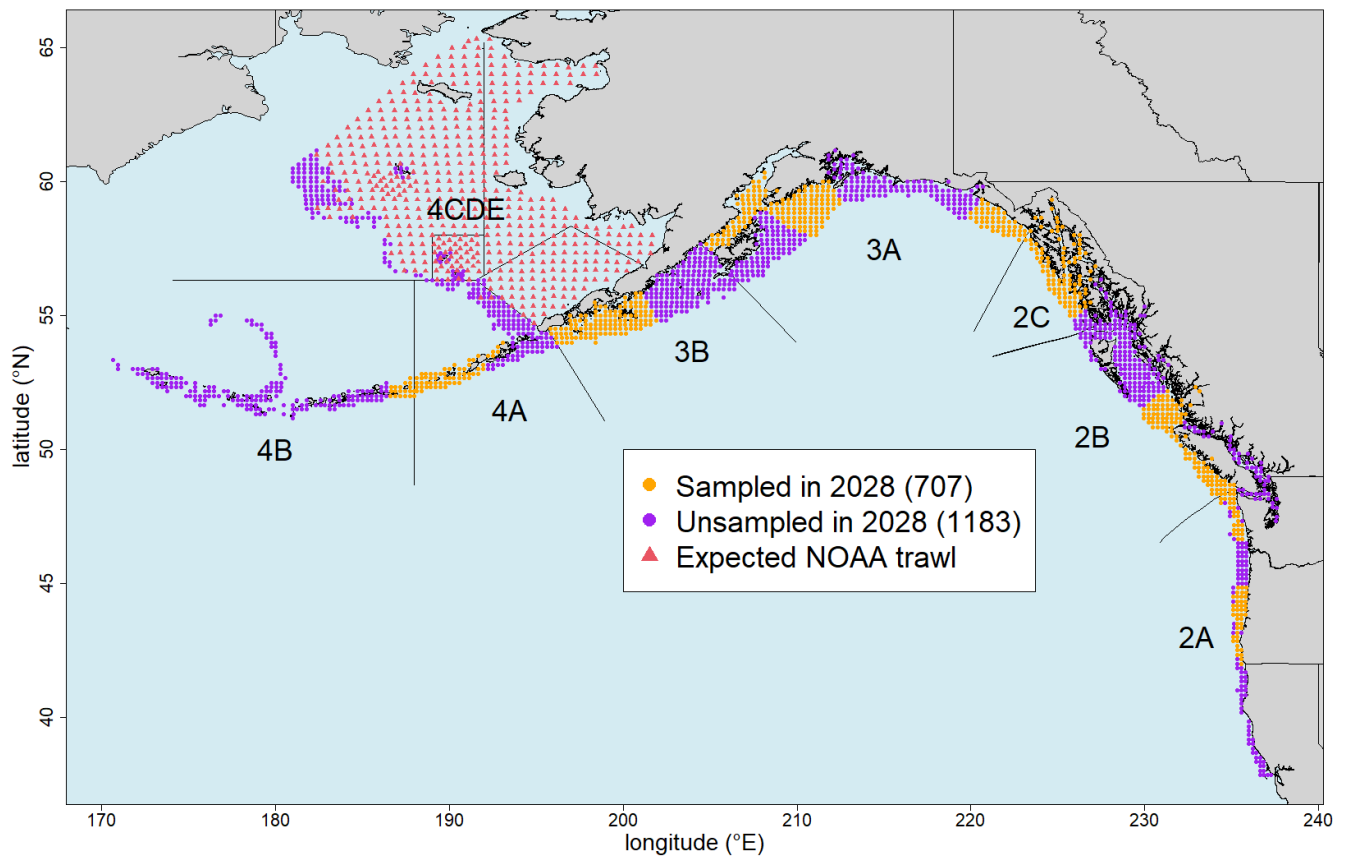 65
60
55
50
45
40
latitude (°N)
4CDE
3A
2C
3B
4A
4B
2B
2A
Sampled in 2028 (707)
Unsampled in 2028 (1183)
Expected NOAA trawl
170
180
190
200
210
220
230
240
longitude (°E)